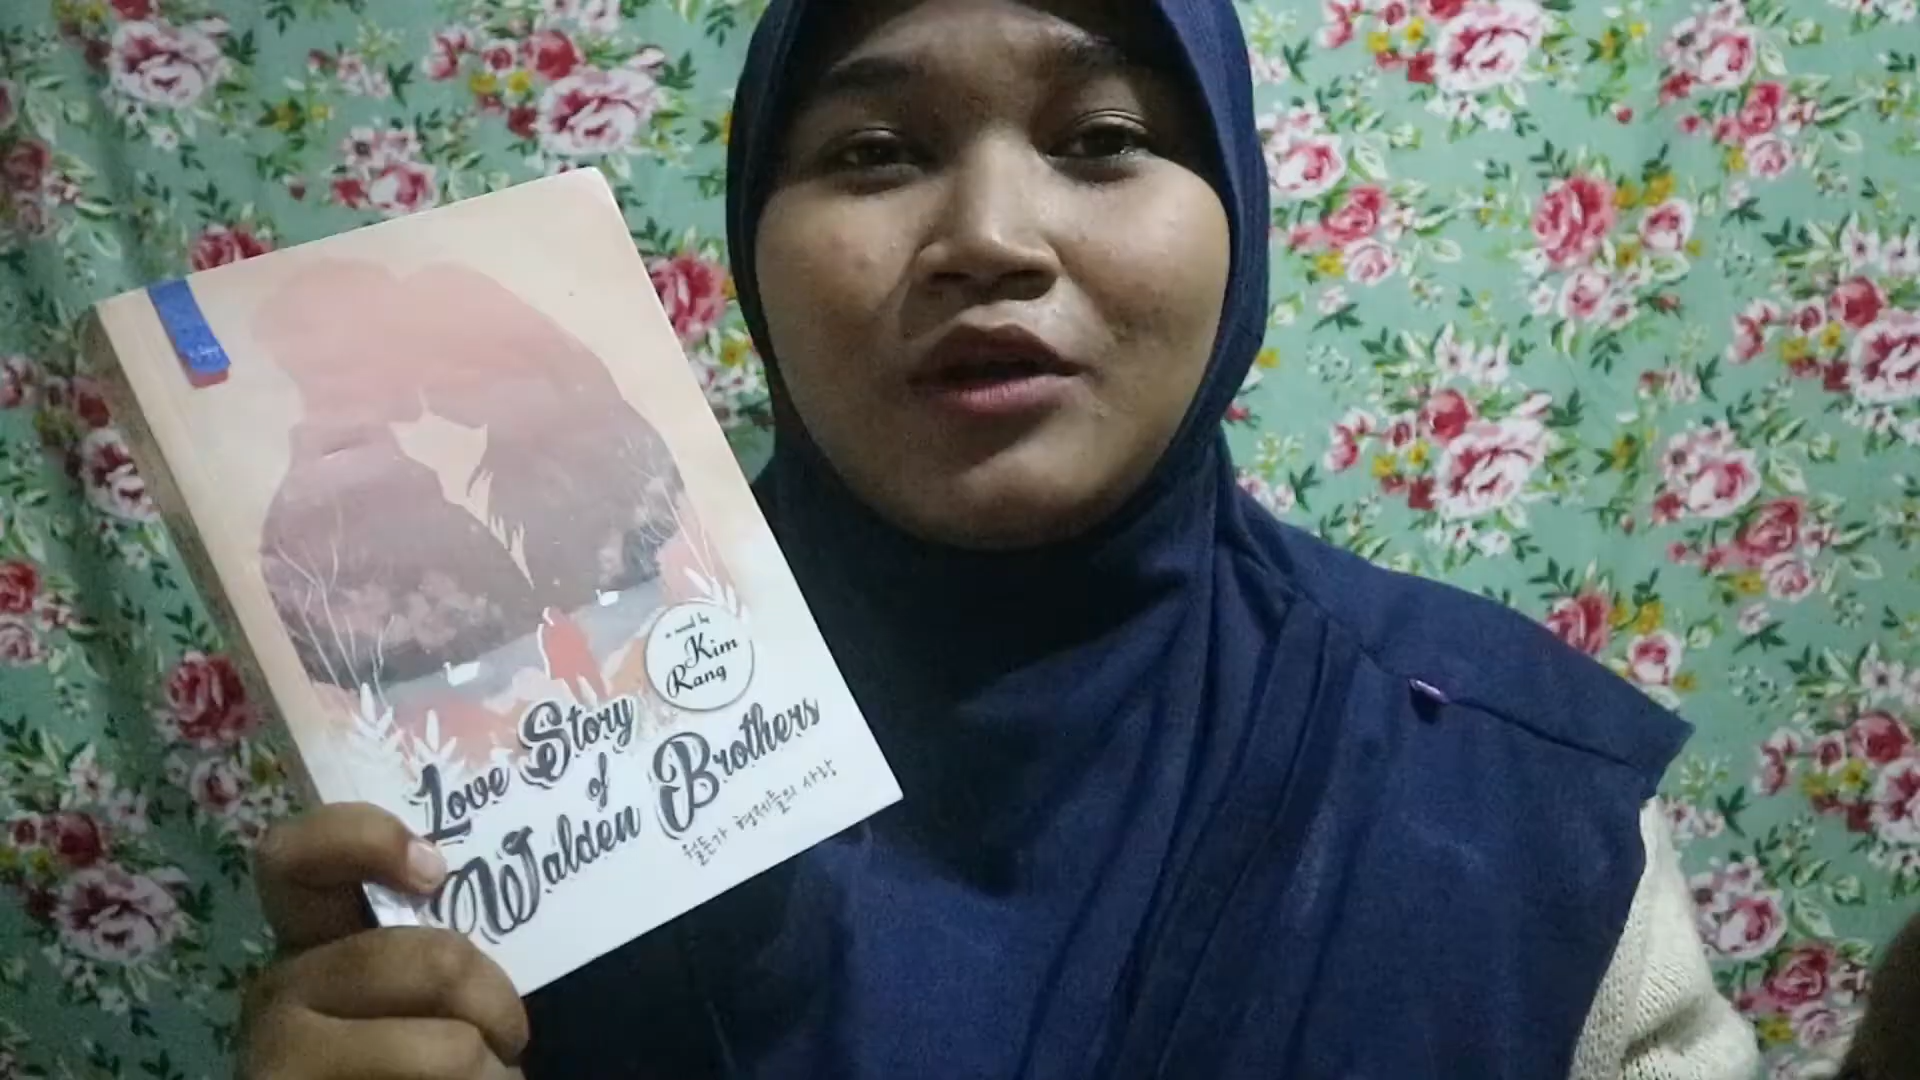 a novel by
Kim
Rang
Love Story
of
Walden Brothers
월든가 형제들의 사랑